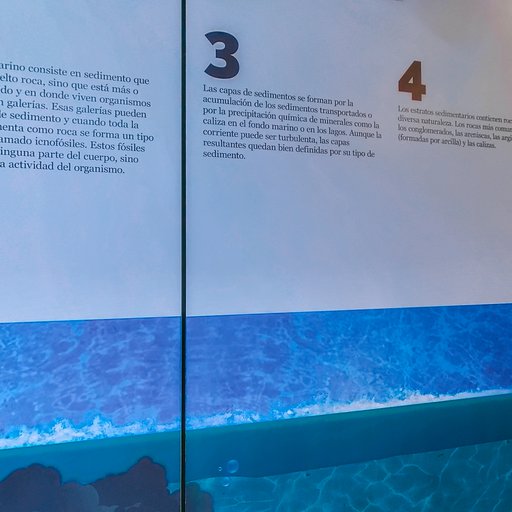 arino consiste en sedimento que
elto roca, sino que está más o
do y en donde viven organismos
n galerías. Esas galerías pueden
de sedimento y cuando toda la
menta como roca se forma un tipo
amado icnofósiles. Estos fósiles
inguna parte del cuerpo, sino
a actividad del organismo.
3
Las capas de sedimentos se forman por la
acumulación de los sedimentos transportados o
por la precipitación química de minerales como la
caliza en el fondo marino o en los lagos. Aunque la
corriente puede ser turbulenta, las capas
resultantes quedan bien definidas por su tipo de
sedimento.
4
Los estratos sedimentarios contienen roc
diversa naturaleza. Los rocas más comun
los conglomerados, las areniscas, las argi
(formadas por arcilla) y las calizas.